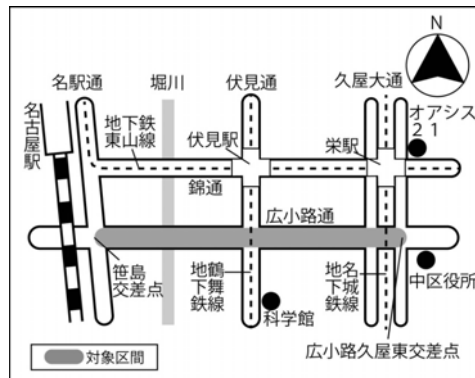 N
名駅通
堀川
伏見通
久屋大通
オアシス
21
名古屋駅
地下鉄
東山線
伏見駅
栄駅
錦通
広小路通
笹島
交差点
地下鉄
鶴舞線
地下鉄
名城線
科学館
中区役所
広小路久屋東交差点
対象区間